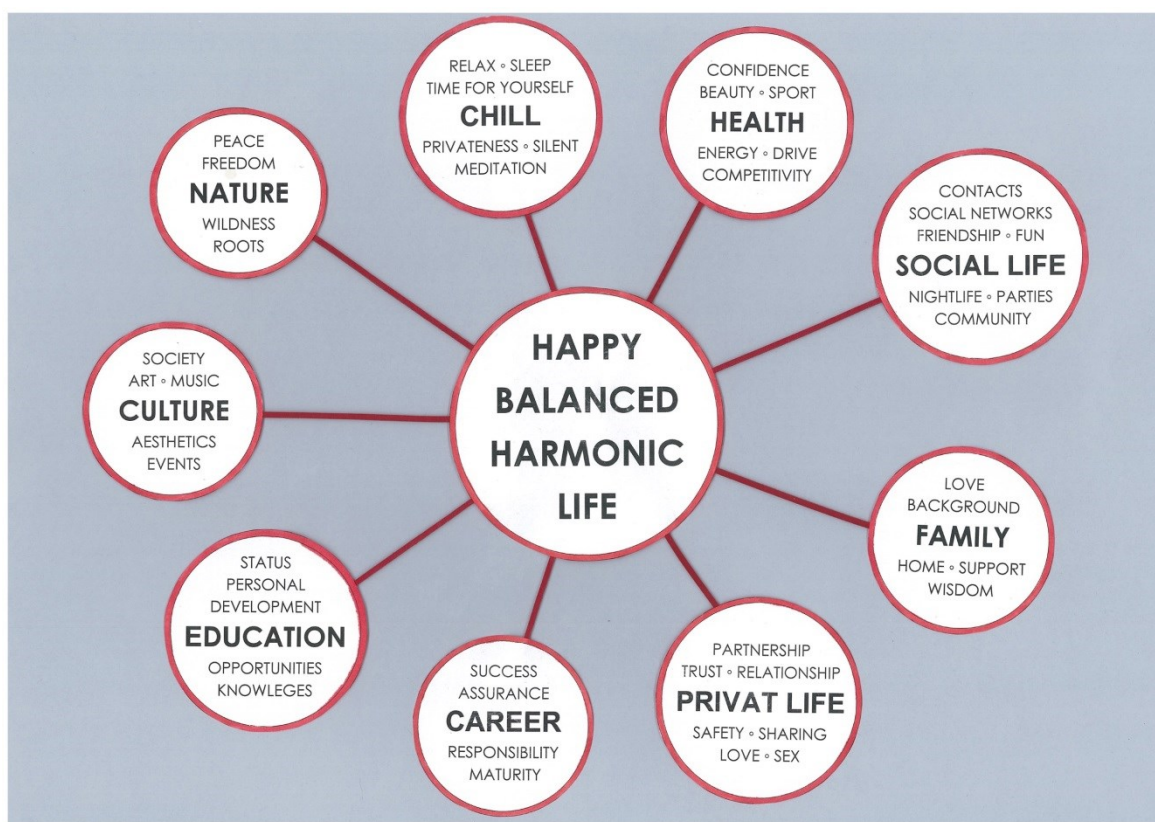 RELAX ∘ SLEEP
TIME FOR YOURSELF
CHILL
PRIVATENESS ∘ SILENT
MEDITATION
CONFIDENCE
BEAUTY ∘ SPORT
HEALTH
ENERGY ∘ DRIVE
COMPETITIVITY
PEACE
FREEDOM
NATURE
WILDNESS
ROOTS
CONTACTS
SOCIAL NETWORKS
FRIENDSHIP ∘ FUN
SOCIAL LIFE
NIGHTLIFE ∘ PARTIES
COMMUNITY
HAPPY
BALANCED
HARMONIC
LIFE
SOCIETY
ART ∘ MUSIC
CULTURE
AESTHETICS
EVENTS
LOVE
BACKGROUND
FAMILY
HOME ∘ SUPPORT
WISDOM
STATUS
PERSONAL
DEVELOPMENT
EDUCATION
OPPORTUNITIES
KNOWLEGES
SUCCESS
ASSURANCE
CAREER
RESPONSIBILITY
MATURITY
PARTNERSHIP
TRUST ∘ RELATIONSHIP
PRIVAT LIFE
SAFETY ∘ SHARING
LOVE ∘ SEX